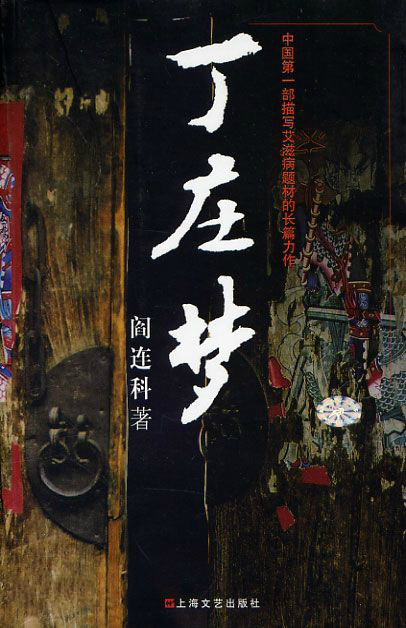 丁庄梦
中国第一部描写艾滋病题材的长篇力作
阎连科著
上海文艺出版社